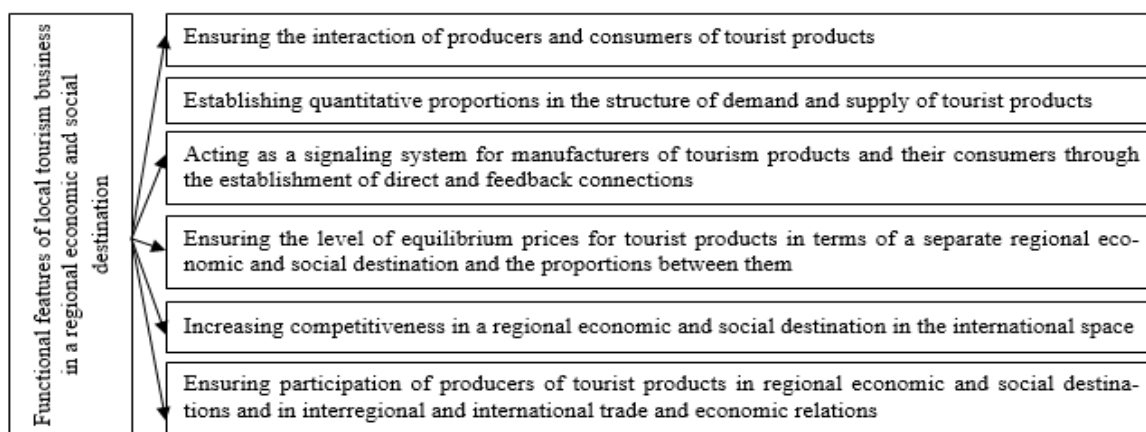 Functional features of local tourism business
in a regional economic and social
destination
Ensuring the interaction of producers and consumers of tourist products
Establishing quantitative proportions in the structure of demand and supply of tourist products
Acting as a signaling system for manufacturers of tourism products and their consumers through
the establishment of direct and feedback connections
Ensuring the level of equilibrium prices for tourist products in terms of a separate regional eco-
nomic and social destination and the proportions between them
Increasing competitiveness in a regional economic and social destination in the international space
Ensuring participation of producers of tourist products in regional economic and social destina-
tions and in interregional and international trade and economic relations